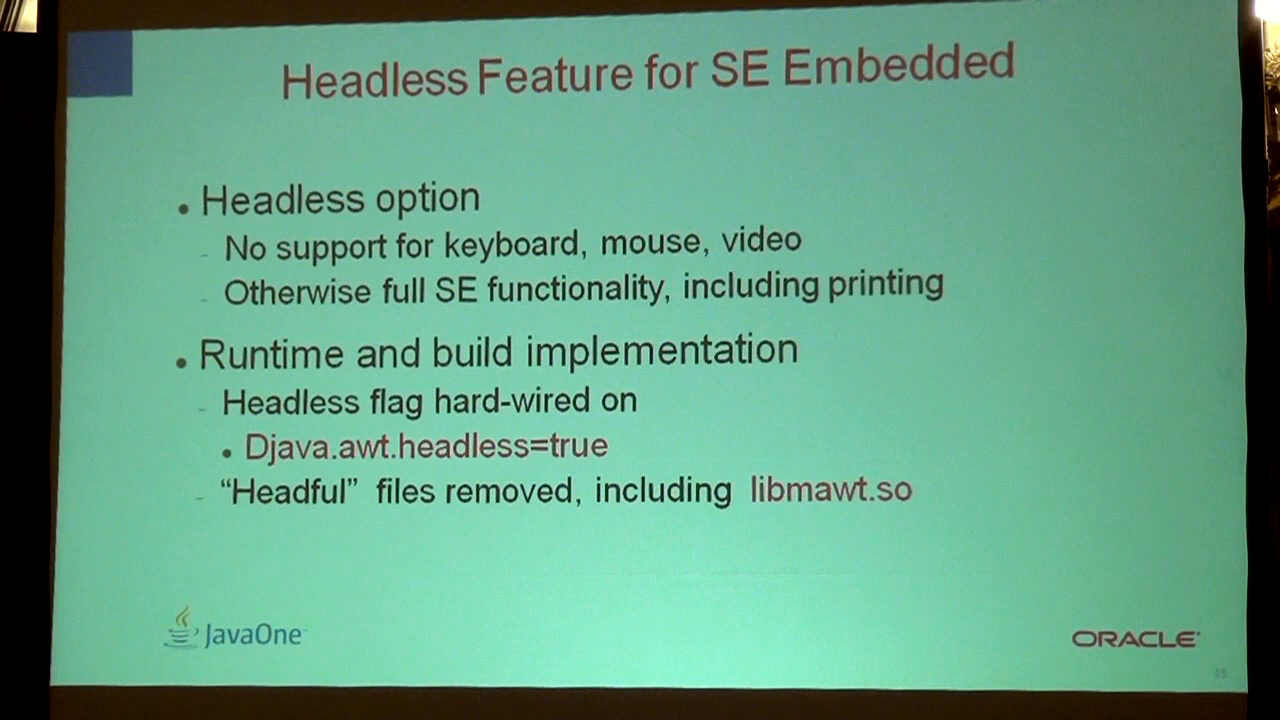 Headless Feature for SE Embedded
• Headless option
- No support for keyboard, mouse, video
- Otherwise full SE functionality, including printing
• Runtime and build implementation
- Headless flag hard-wired on
• Djava.awt.headless=true
- “Headful” files removed, including libmawt.so
JavaOne
ORACLE